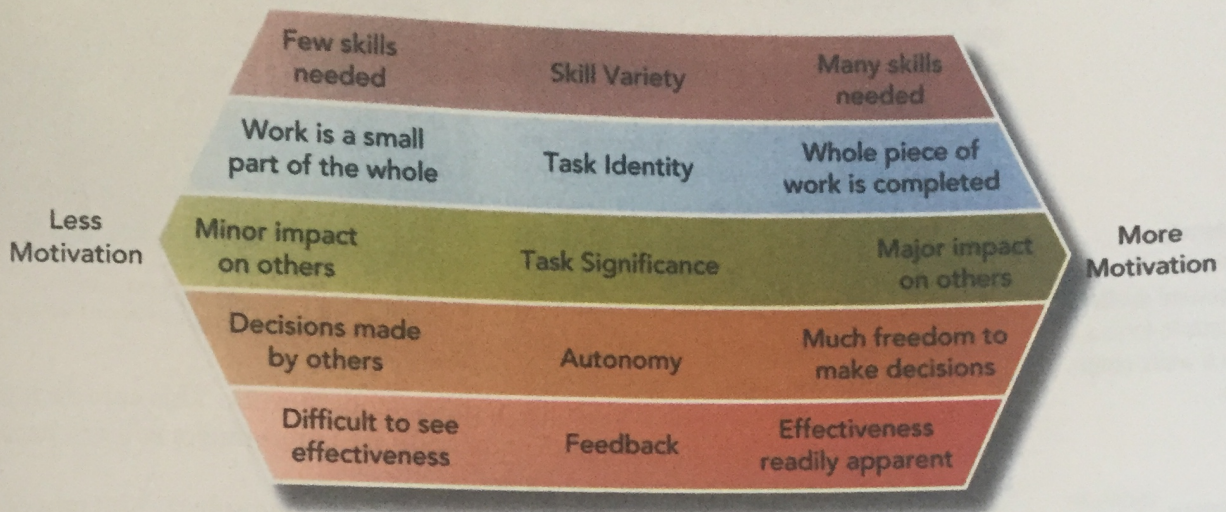 Few skills
needed
Skill Variety
Many skills
needed
Work is a small
part of the whole
Task Identity
Whole piece of
work is completed
Less
Motivation
Minor impact
on others
Task Significance
Major impact
on others
More
Motivation
Decisions made
by others
Autonomy
Much freedom to
make decisions
Difficult to see
effectiveness
Feedback
Effectiveness
readily apparent